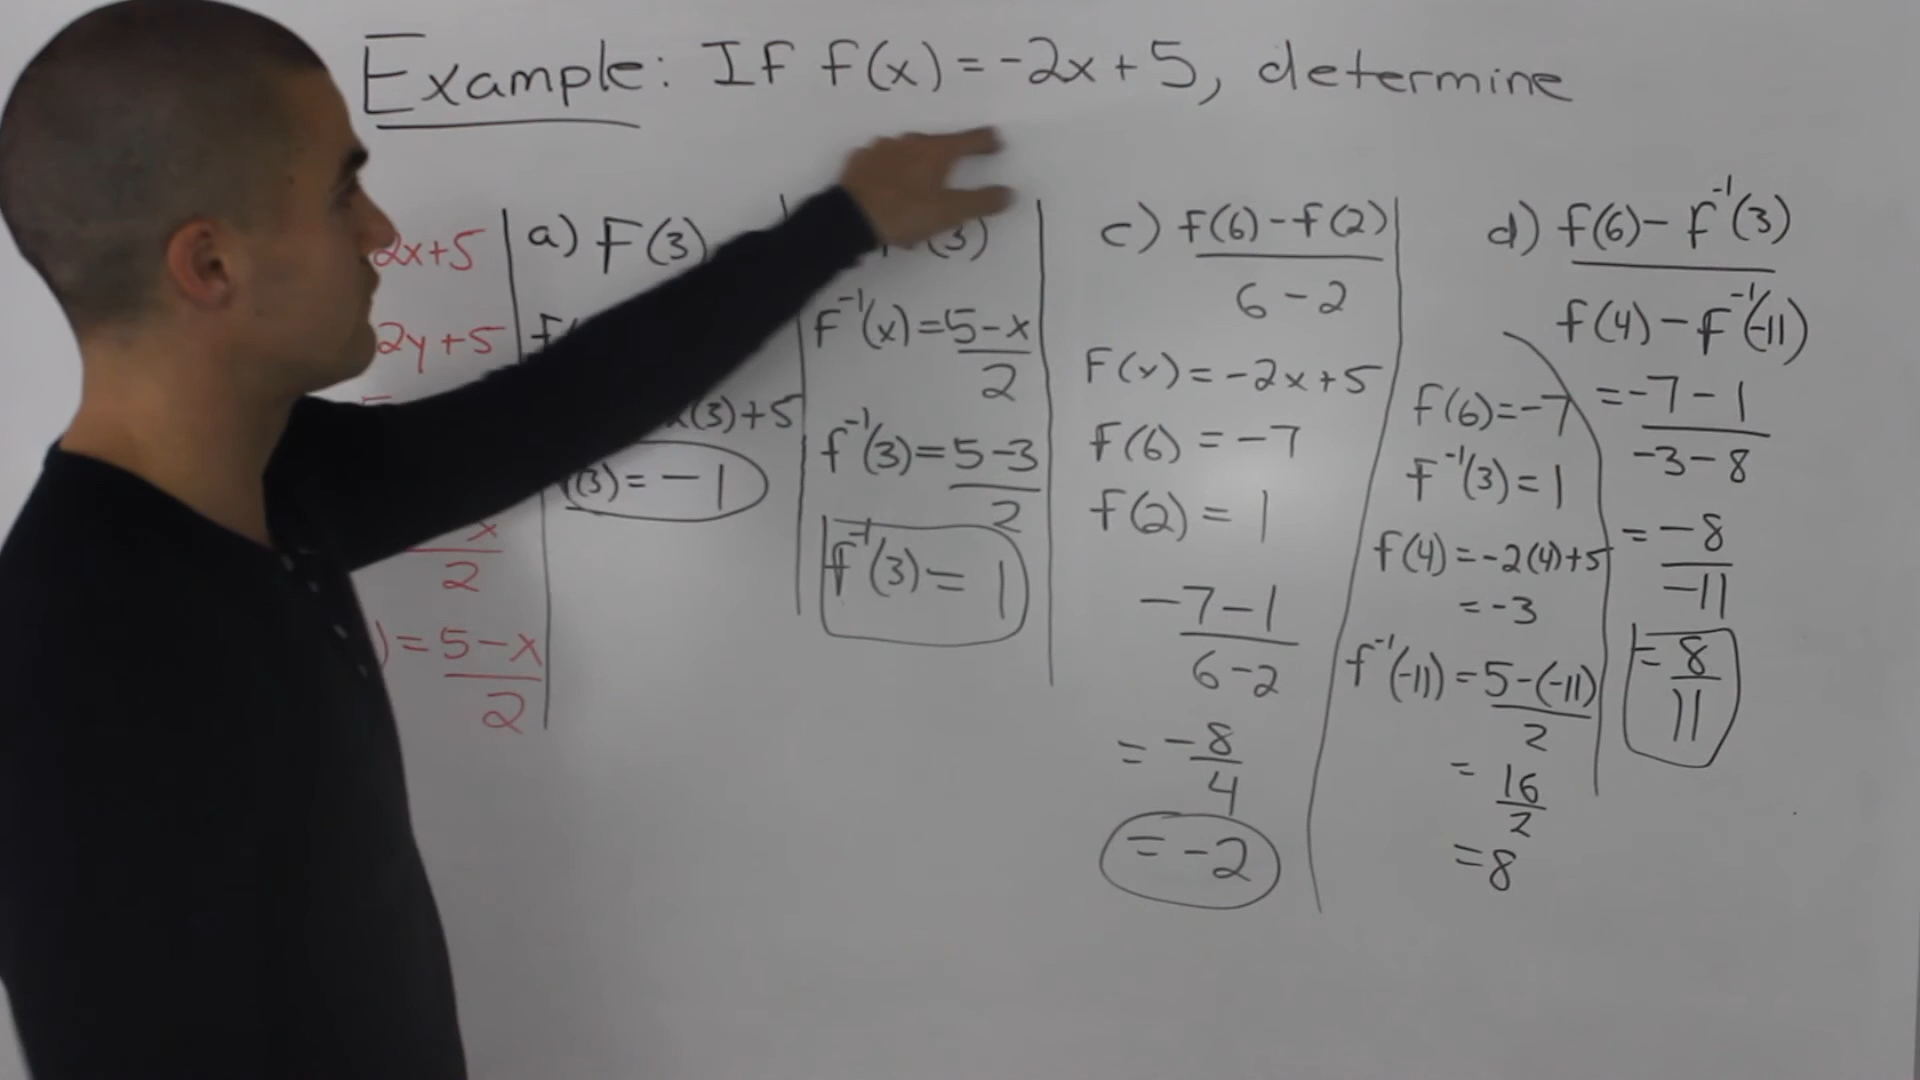 Example: If f(x) = -2x + 5, determine
2x+5
2y+5
x
2
) = 5-x
2
a) F(3)
(3)+5
(3) = -1
(3)
F⁻¹(x) = 5-x
2
f⁻¹(3) = 5-3
2
f⁻¹(3) = 1
c) f(6) - f(2)
6 - 2
F(x) = -2x+5
f(6) = -7
f(2) = 1
-7-1
6-2
= -8
4
= -2
d) f(6) - f⁻¹(3)
f(4) - f⁻¹(-11)
f(6) = -7
F⁻¹(3) = 1
f(4) = -2(4)+5
= -3
f⁻¹(-11) = 5-(-11)
2
= 16
2
= 8
= -7-1
-3-8
= -8
-11
= 8
11